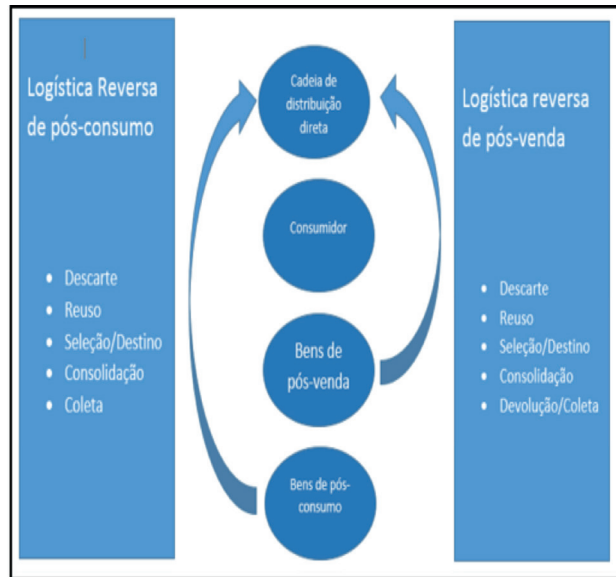 Logística Reversa
de pós-consumo
• Descarte
• Reuso
• Seleção/Destino
• Consolidação
• Coleta
Cadeia de
distribuição
direta
Consumidor
Bens de
pós-venda
Bens de pós-
consumo
Logística reversa
de pós-venda
• Descarte
• Reuso
• Seleção/Destino
• Consolidação
• Devolução/Coleta